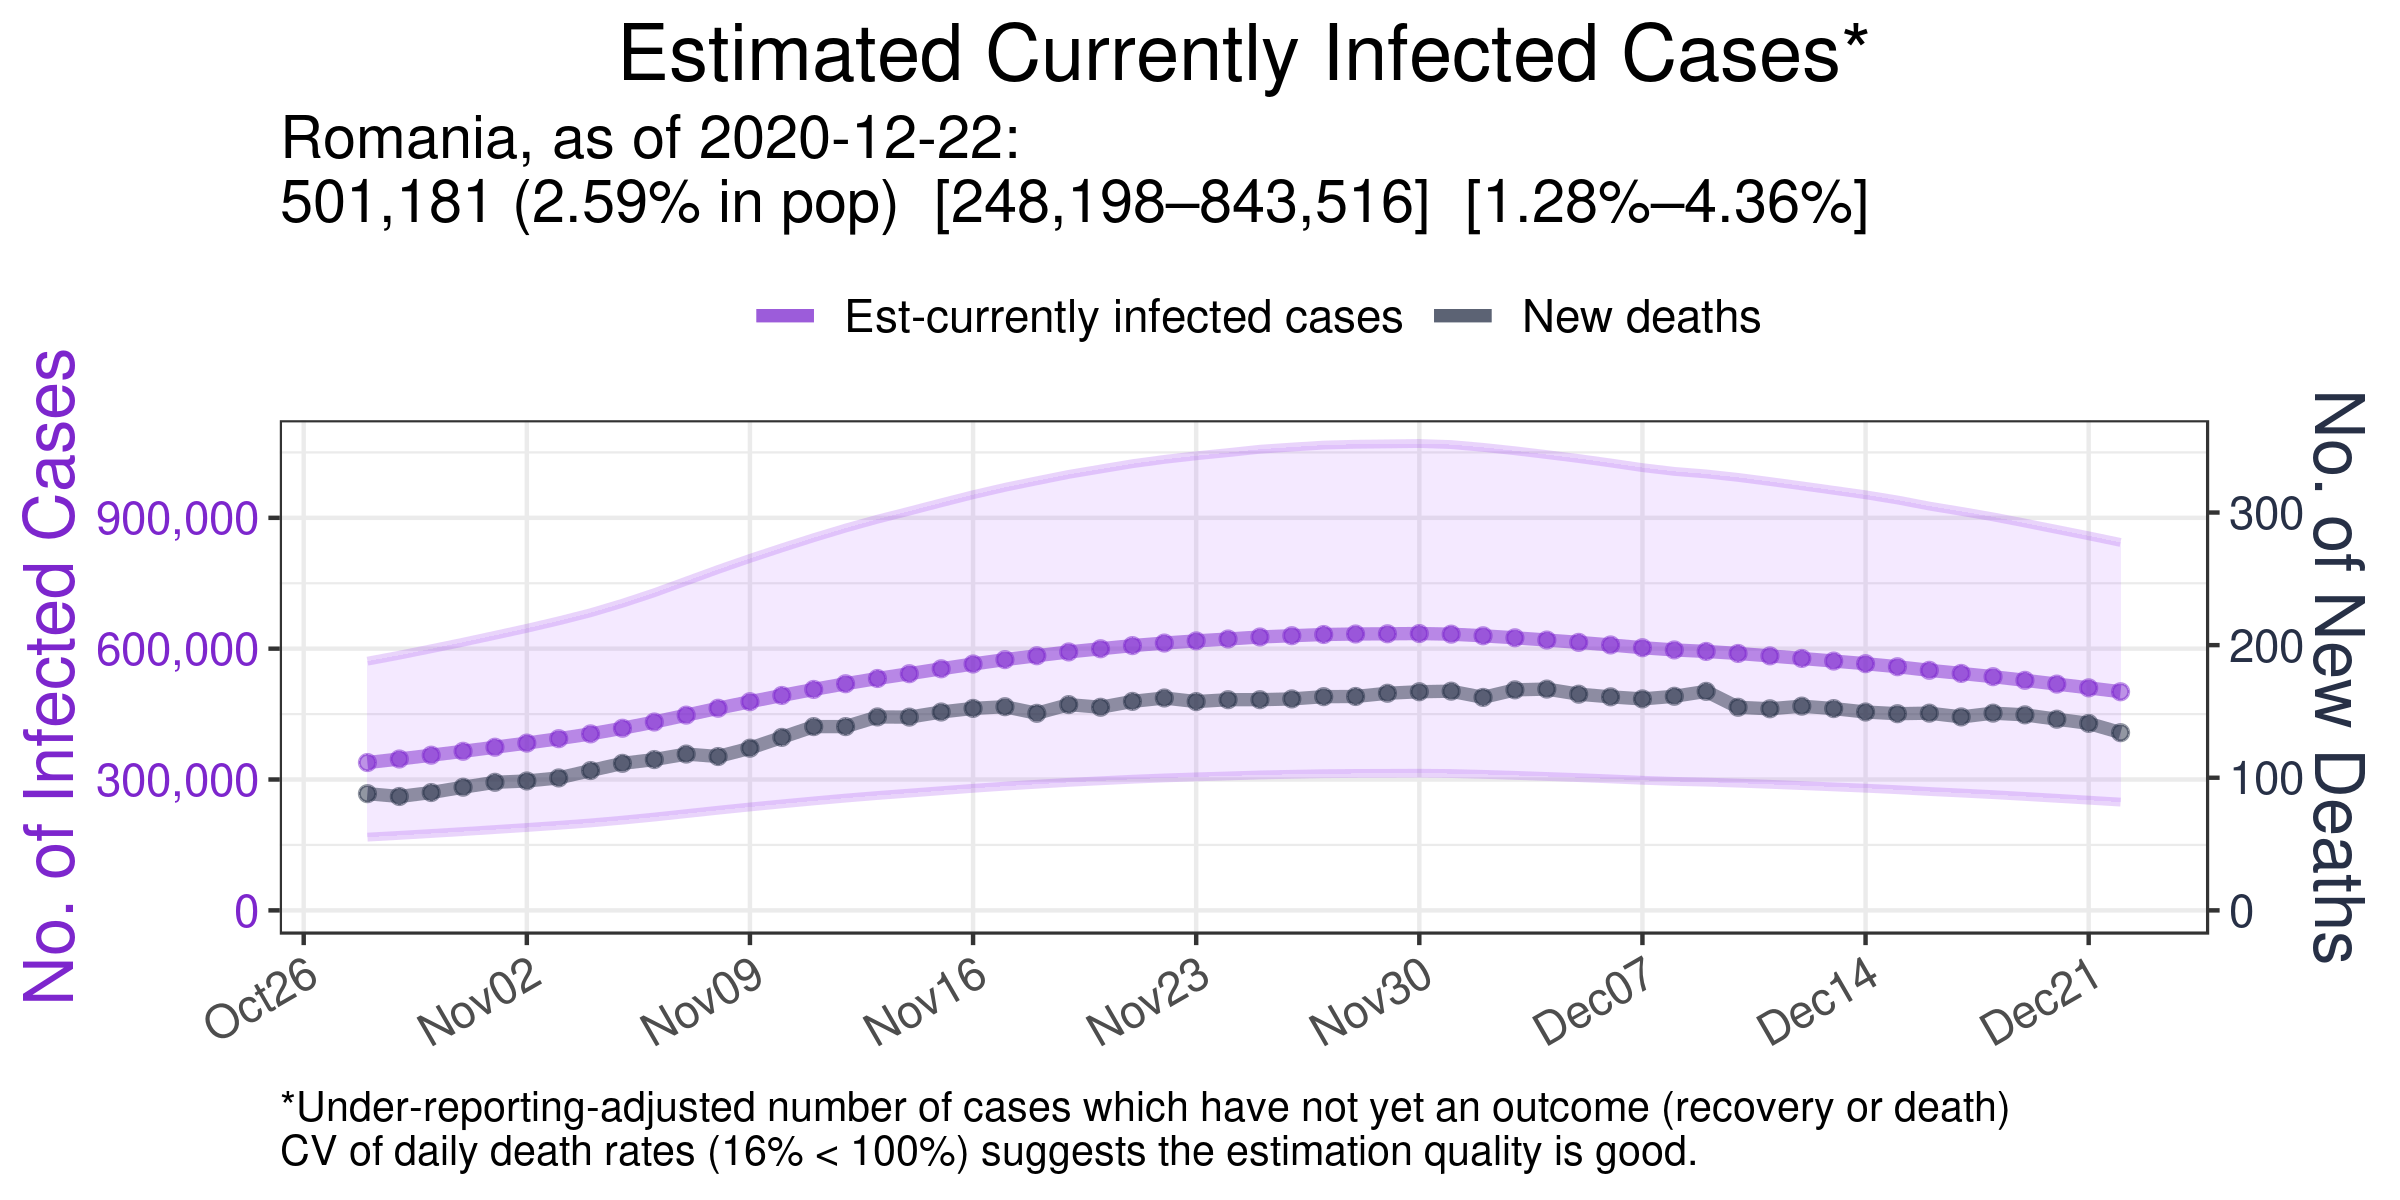 Estimated Currently Infected Cases*
Romania, as of 2020-12-22:
501,181 (2.59% in pop)  [248,198–843,516]  [1.28%–4.36%]
Est-currently infected cases
New deaths
No. of Infected Cases
900,000
600,000
300,000
0
300
200
100
0
No. of New Deaths
Oct26
Nov02
Nov09
Nov16
Nov23
Nov30
Dec07
Dec14
Dec21
*Under-reporting-adjusted number of cases which have not yet an outcome (recovery or death)
CV of daily death rates (16% < 100%) suggests the estimation quality is good.